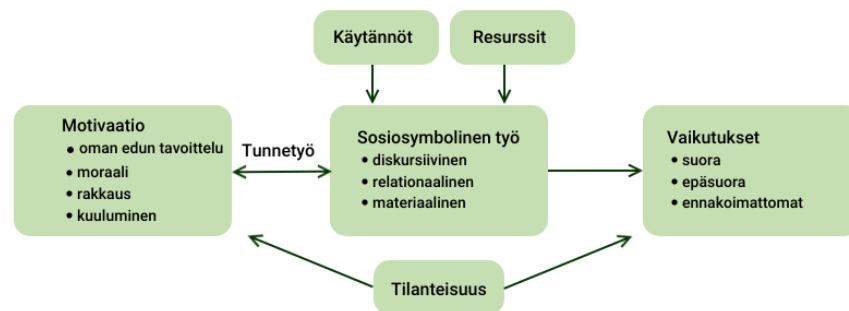 Käytännöt
Resurssit
Motivaatio
• oman edun tavoittelu
• moraali
• rakkaus
• kuuluminen
Tunnetyö
Sosiosymbolinen työ
• diskursiivinen
• relationaalinen
• materiaalinen
Vaikutukset
• suora
• epäsuora
• ennakoimattomat
Tilanteisuus